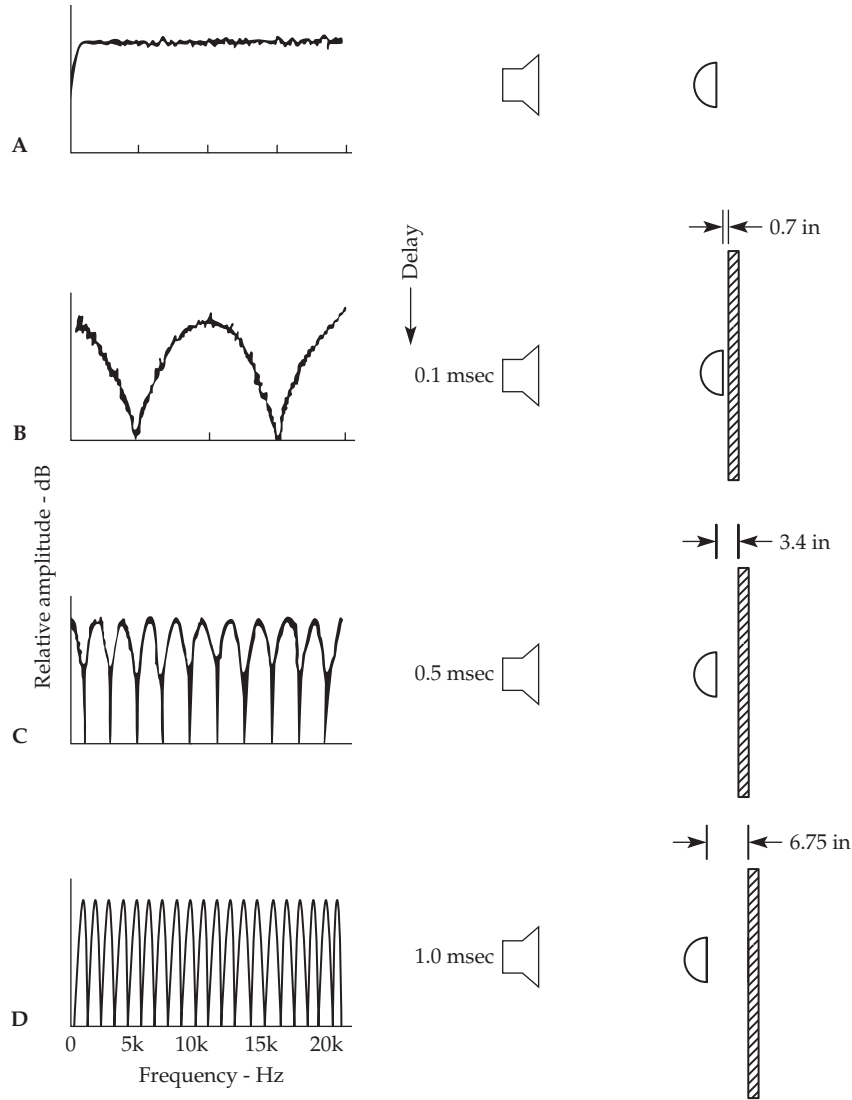 A
0.7 in
Delay
0.1 msec
B
Relative amplitude - dB
3.4 in
0.5 msec
C
6.75 in
1.0 msec
D
0 5k 10k 15k 20k
Frequency - Hz